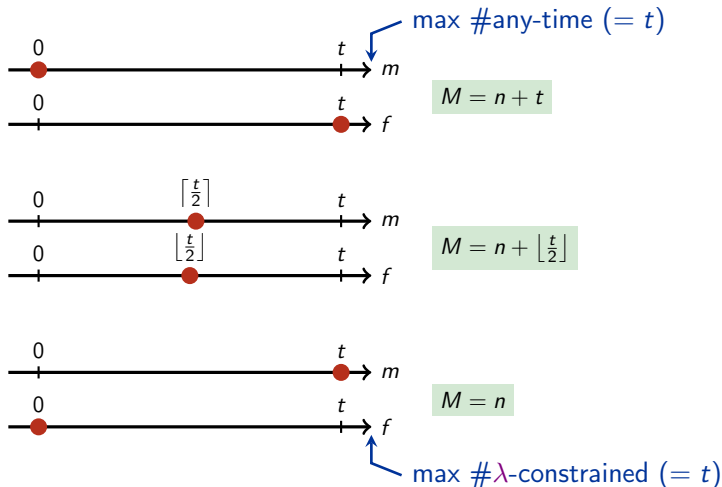 max #any-time (= t)
0 t
m
0 t
f
M = n + t
0 ⌈t/2⌉ t
m
0 ⌊t/2⌋ t
f
M = n + ⌊t/2⌋
0 t
m
0 t
f
M = n
max #λ-constrained (= t)